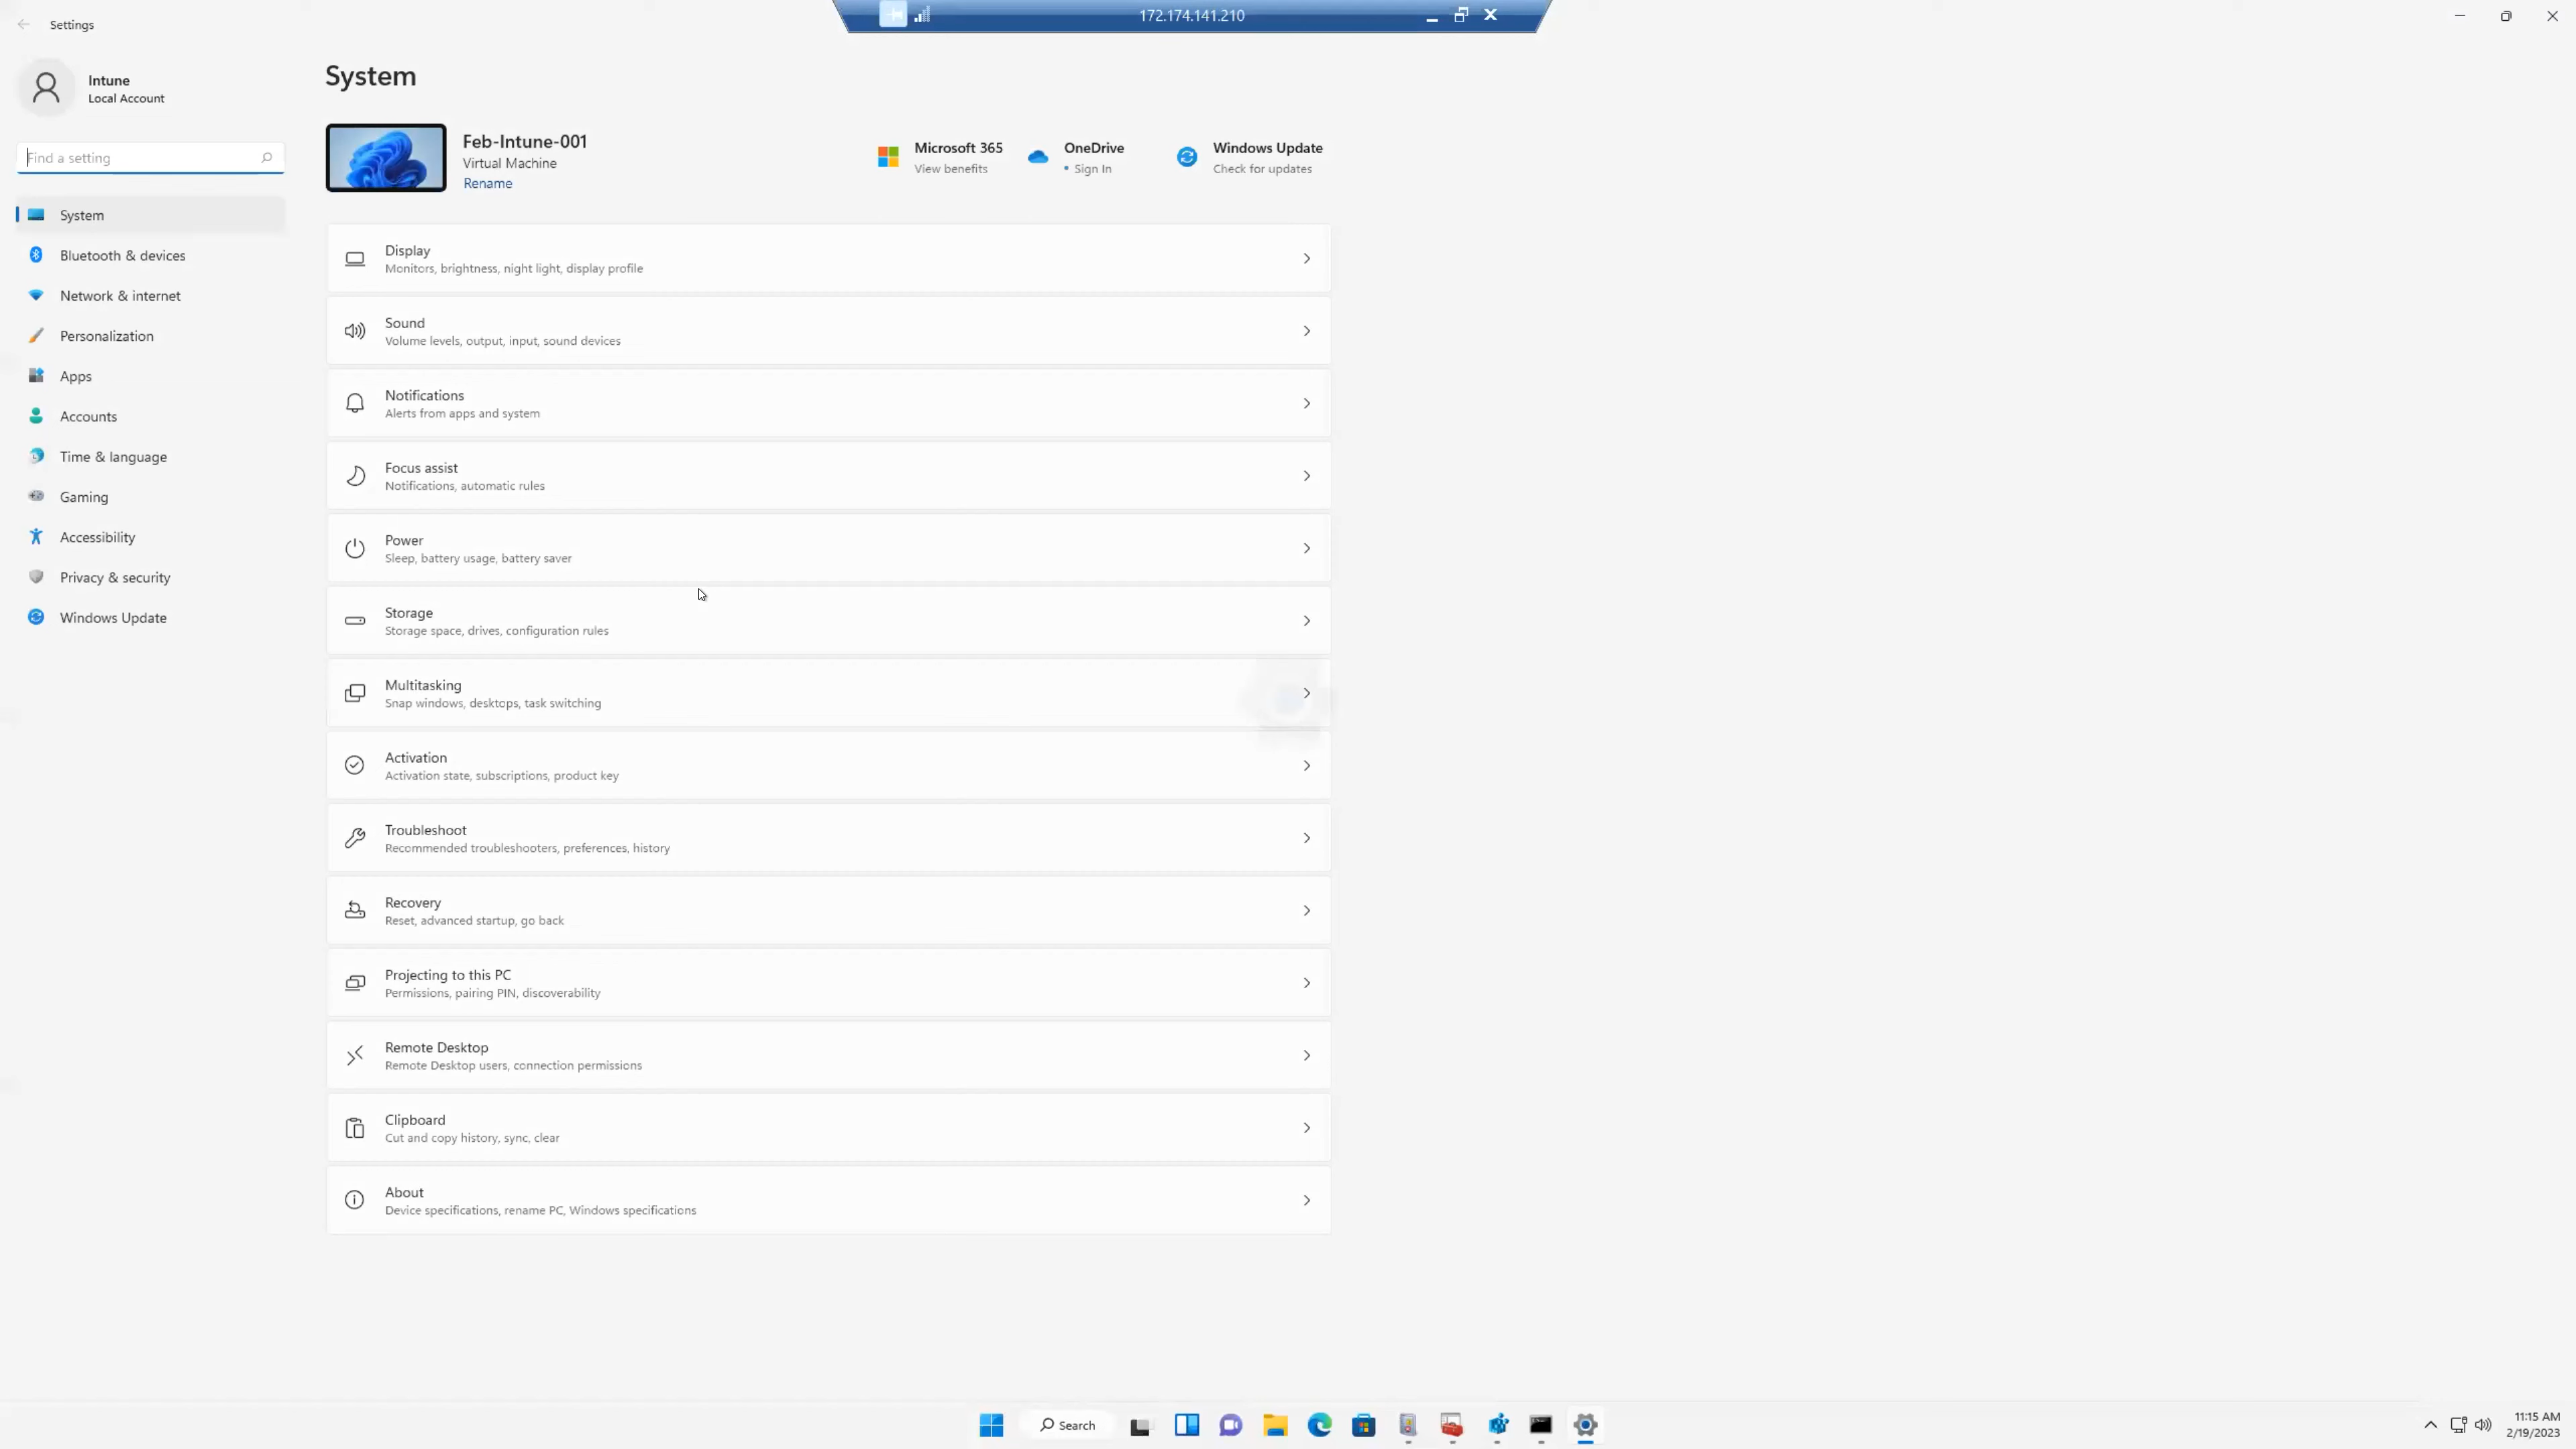 Settings
172.174.141.210
Intune
Local Account
Find a setting
System
Bluetooth & devices
Network & internet
Personalization
Apps
Accounts
Time & language
Gaming
Accessibility
Privacy & security
Windows Update
System
Feb-Intune-001
Virtual Machine
Rename
Microsoft 365
View benefits
OneDrive
• Sign In
Windows Update
Check for updates
Display
Monitors, brightness, night light, display profile
Sound
Volume levels, output, input, sound devices
Notifications
Alerts from apps and system
Focus assist
Notifications, automatic rules
Power
Sleep, battery usage, battery saver
Storage
Storage space, drives, configuration rules
Multitasking
Snap windows, desktops, task switching
Activation
Activation state, subscriptions, product key
Troubleshoot
Recommended troubleshooters, preferences, history
Recovery
Reset, advanced startup, go back
Projecting to this PC
Permissions, pairing PIN, discoverability
Remote Desktop
Remote Desktop users, connection permissions
Clipboard
Cut and copy history, sync, clear
About
Device specifications, rename PC, Windows specifications
Search
11:15 AM
2/19/2023